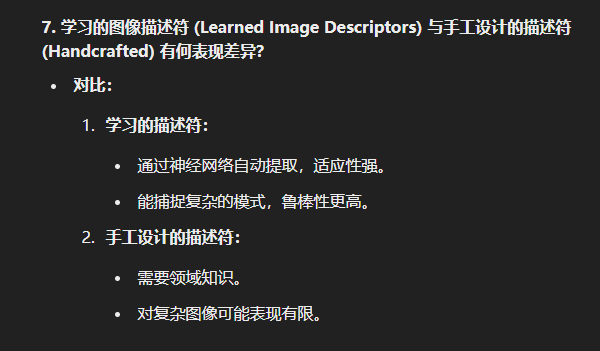 7. 学习的图像描述符 (Learned Image Descriptors) 与手工设计的描述符
(Handcrafted) 有何表现差异？
• 对比：
1. 学习的描述符：
• 通过神经网络自动提取，适应性强。
• 能捕捉复杂的模式，鲁棒性更高。
2. 手工设计的描述符：
• 需要领域知识。
• 对复杂图像可能表现有限。